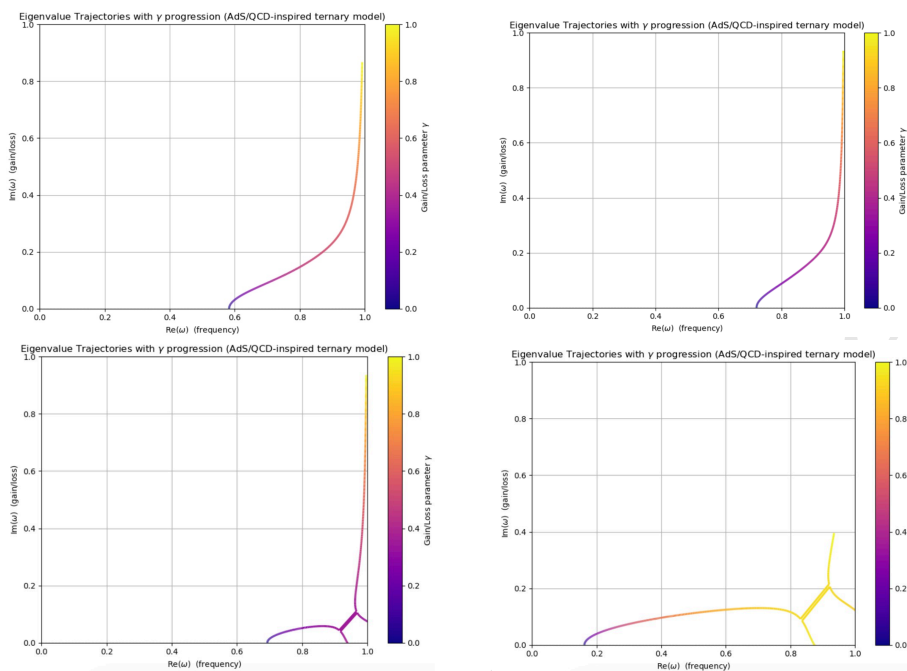 Eigenvalue Trajectories with γ progression (AdS/QCD-inspired ternary model)
1.0
0.8
0.6
0.4
0.2
0.0
Im(ω) (gain/loss)
0.0 0.2 0.4 0.6 0.8 1.0
Re(ω) (frequency)
1.0
0.8
0.6
0.4
0.2
0.0
Gain/Loss parameter γ
Eigenvalue Trajectories with γ progression (AdS/QCD-inspired ternary model)
1.0
0.8
0.6
0.4
0.2
0.0
Im(ω) (gain/loss)
0.0 0.2 0.4 0.6 0.8 1.0
Re(ω) (frequency)
1.0
0.8
0.6
0.4
0.2
0.0
Gain/Loss parameter γ
Eigenvalue Trajectories with γ progression (AdS/QCD-inspired ternary model)
1.0
0.8
0.6
0.4
0.2
0.0
Im(ω) (gain/loss)
0.0 0.2 0.4 0.6 0.8 1.0
Re(ω) (frequency)
1.0
0.8
0.6
0.4
0.2
0.0
Gain/Loss parameter γ
Eigenvalue Trajectories with γ progression (AdS/QCD-inspired ternary model)
1.0
0.8
0.6
0.4
0.2
0.0
Im(ω) (gain/loss)
0.0 0.2 0.4 0.6 0.8 1.0
Re(ω) (frequency)
1.0
0.8
0.6
0.4
0.2
0.0
Gain/Loss parameter γ